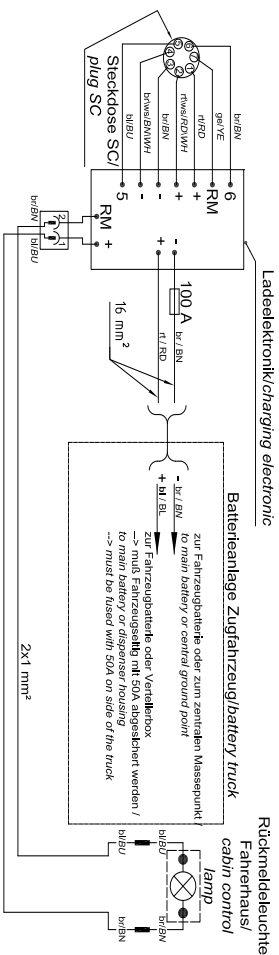 Steckdose SC/
plug SC
br/BN
ge/YE
rt/RD
rt\ws/RD\WH
br/BN
br\ws/BN\WH
bl/BU
6
RM
+
+
-
-
5
-
+
RM +
2 1
br/BN
bl/BU
Ladeelektronik/charging electronic
100 A
br / BN
rt / RD
16 mm²
Batterieanlage Zugfahrzeug/battery truck
- br / BN
+ bl / BL
zur Fahrzeugbatterie oder zum zentralen Massepunkt /
to main battery or central ground point
zur Fahrzeugbatterie oder Verteilerbox
--> muß Fahrzeugseitig mit 50A abgesichert werden /
to main battery or dispenser housing
--> must be fused with 50A on side of the truck
2x1 mm²
Rückmeldeleuchte
Fahrerhaus/
cabin control
lamp
bl/BU
br/BN
bl/BU
br/BN